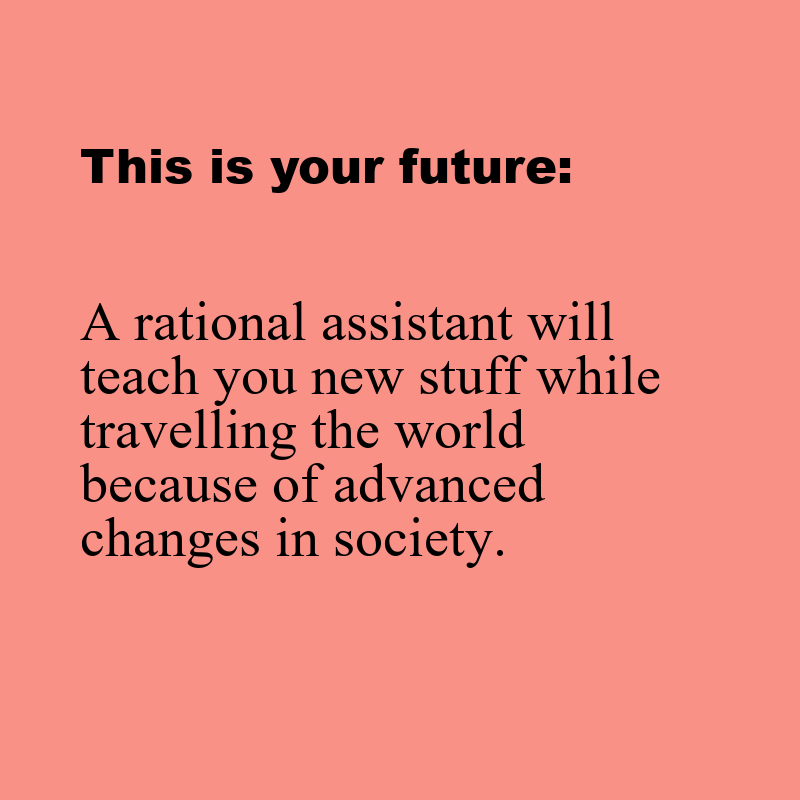 This is your future:
A rational assistant will
teach you new stuff while
travelling the world
because of advanced
changes in society.